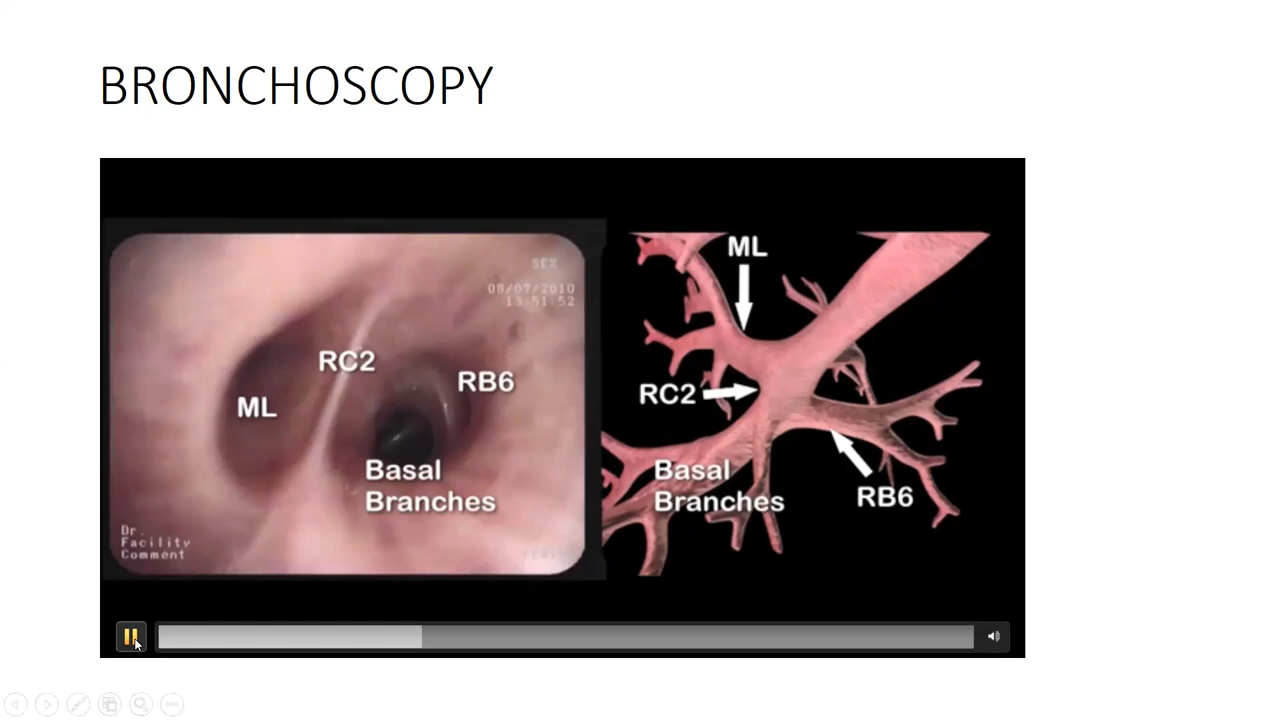 BRONCHOSCOPY
SEX
08/07/2010
13:51:52
RC2
RB6
ML
Basal
Branches
Dr.
Facility
Comment
ML
RC2
Basal
Branches
RB6